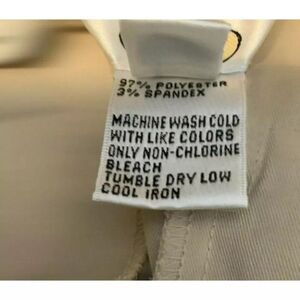 97% POLYESTER
3% SPANDEX
MACHINE WASH COLD
WITH LIKE COLORS
ONLY NON-CHLORINE
BLEACH
TUMBLE DRY LOW
COOL IRON